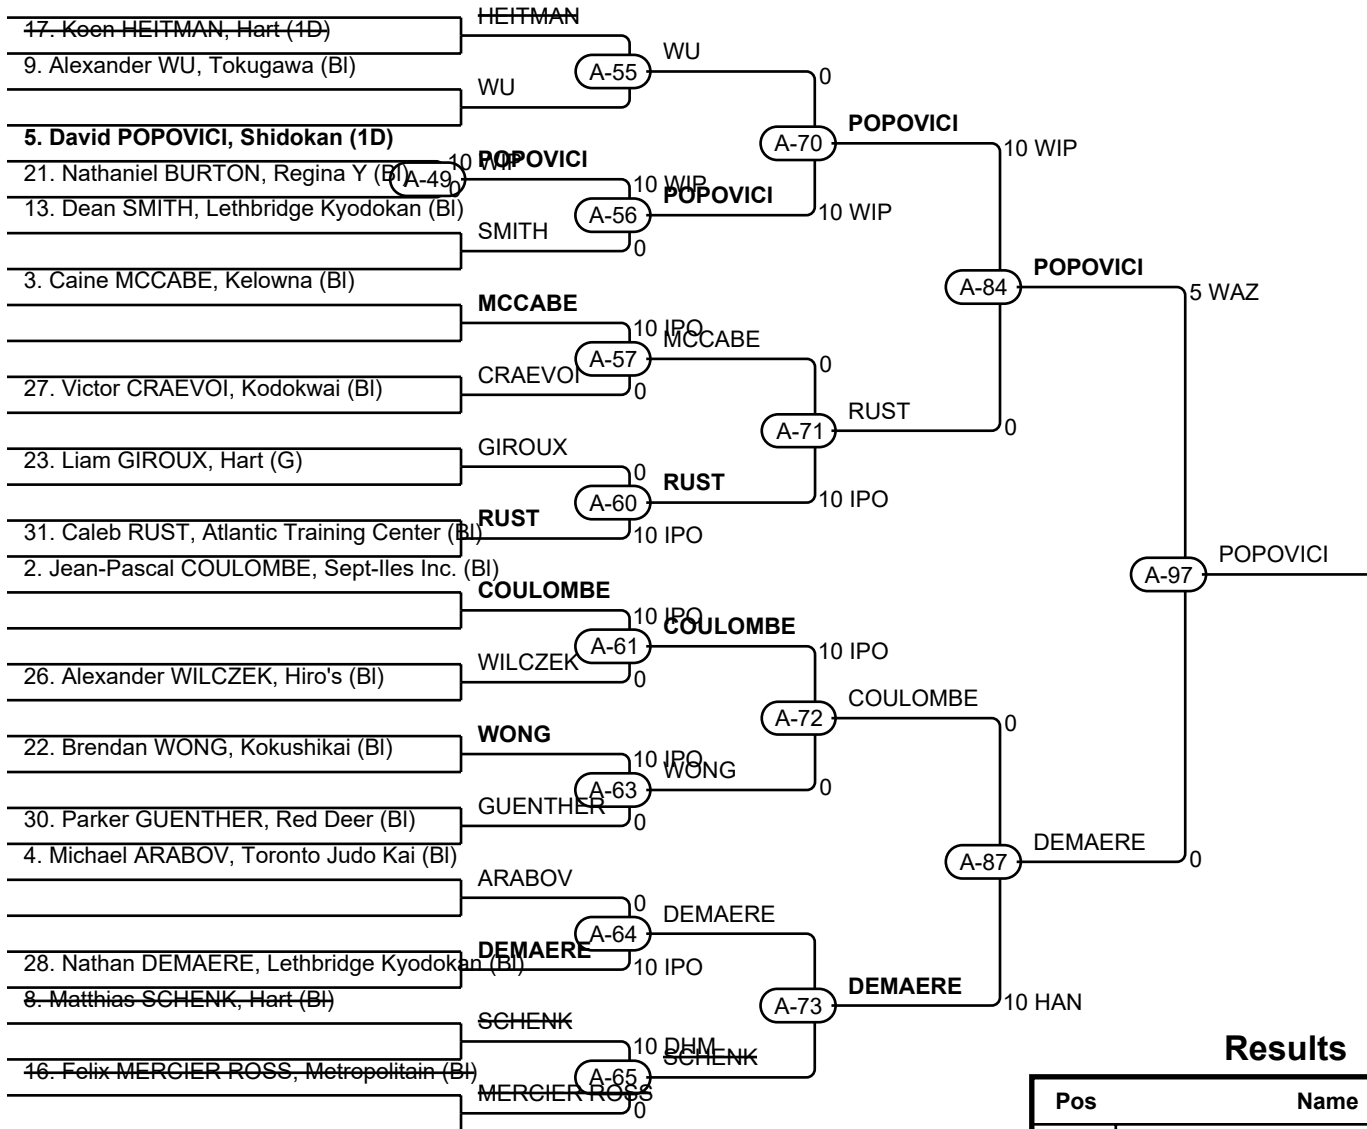 17. Koen HEITMAN, Hart (1D)
HEITMAN
9. Alexander WU, Tokugawa (Bl)
A-55
WU
WU
0
5. David POPOVICI, Shidokan (1D)
A-70
POPOVICI
10 WIP
10 WIP
POPOVICI
21. Nathaniel BURTON, Regina Y (Bl)
A-49
0
10 WIP
POPOVICI
10 WIP
13. Dean SMITH, Lethbridge Kyodokan (Bl)
A-56
SMITH
0
3. Caine MCCABE, Kelowna (Bl)
POPOVICI
A-84
5 WAZ
MCCABE
10 IPO
MCCABE
A-57
0
27. Victor CRAEVOI, Kodokwai (Bl)
CRAEVOI
0
RUST
A-71
0
23. Liam GIROUX, Hart (G)
GIROUX
0
RUST
A-60
10 IPO
31. Caleb RUST, Atlantic Training Center (Bl)
RUST
10 IPO
2. Jean-Pascal COULOMBE, Sept-Iles Inc. (Bl)
POPOVICI
A-97
COULOMBE
10 IPO
COULOMBE
A-61
10 IPO
26. Alexander WILCZEK, Hiro's (Bl)
WILCZEK
0
COULOMBE
A-72
0
22. Brendan WONG, Kokushikai (Bl)
WONG
10 IPO
WONG
A-63
0
30. Parker GUENTHER, Red Deer (Bl)
GUENTHER
0
4. Michael ARABOV, Toronto Judo Kai (Bl)
DEMAERE
A-87
0
ARABOV
0
DEMAERE
A-64
28. Nathan DEMAERE, Lethbridge Kyodokan (Bl)
DEMAERE
10 IPO
8. Matthias SCHENK, Hart (Bl)
DEMAERE
A-73
10 HAN
SCHENK
10 DHM
SCHENK
16. Felix MERCIER ROSS, Metropolitain (Bl)
A-65
MERCIER ROSS
0
Results
Pos Name